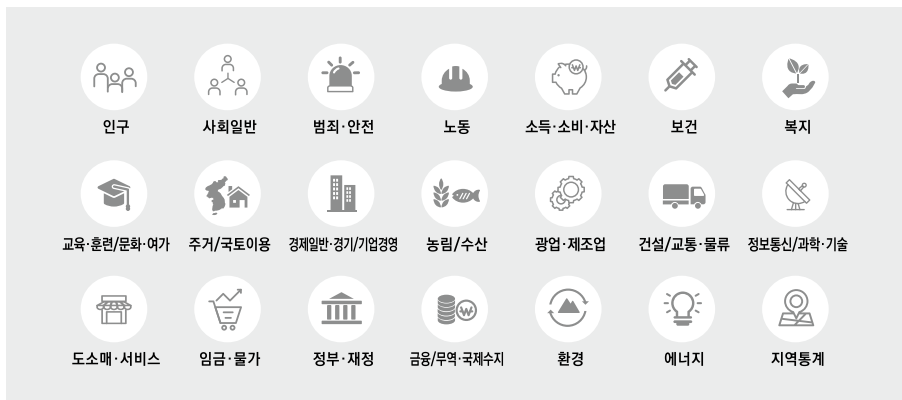 인구
사회일반
범죄·안전
노동
소득·소비·자산
보건
복지
교육·훈련/문화·여가
주거/국토이용
경제일반·경기/기업경영
농림/수산
광업·제조업
건설/교통·물류
정보통신/과학·기술
도소매·서비스
임금·물가
정부·재정
금융/무역·국제수지
환경
에너지
지역통계